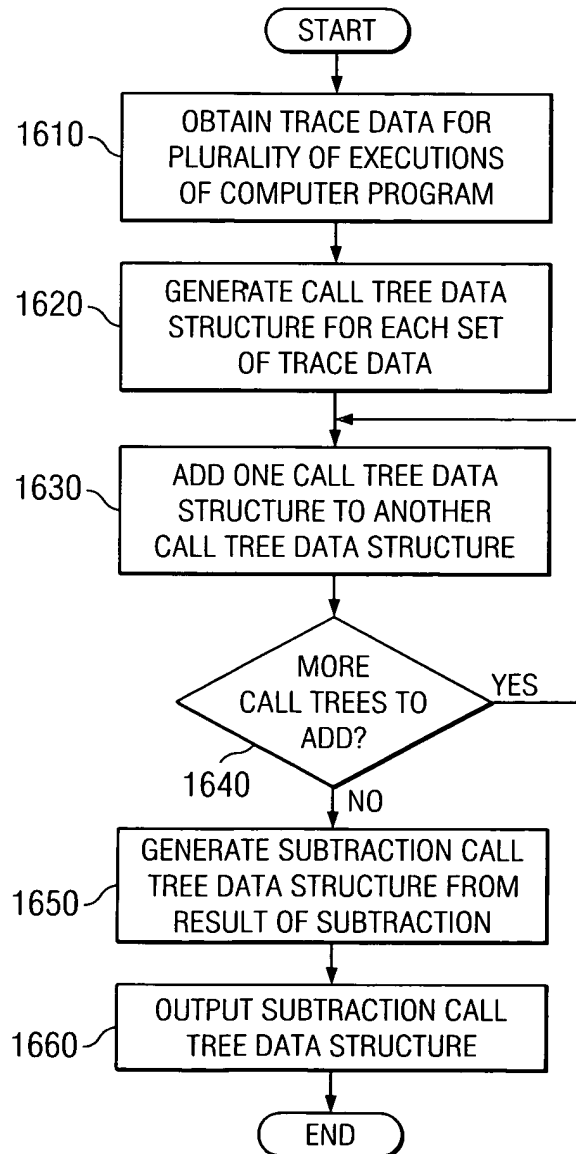 START
1610
OBTAIN TRACE DATA FOR
PLURALITY OF EXECUTIONS
OF COMPUTER PROGRAM
1620
GENERATE CALL TREE DATA
STRUCTURE FOR EACH SET
OF TRACE DATA
1630
ADD ONE CALL TREE DATA
STRUCTURE TO ANOTHER
CALL TREE DATA STRUCTURE
MORE
CALL TREES TO
ADD?
YES
1640
NO
1650
GENERATE SUBTRACTION CALL
TREE DATA STRUCTURE FROM
RESULT OF SUBTRACTION
1660
OUTPUT SUBTRACTION CALL
TREE DATA STRUCTURE
END